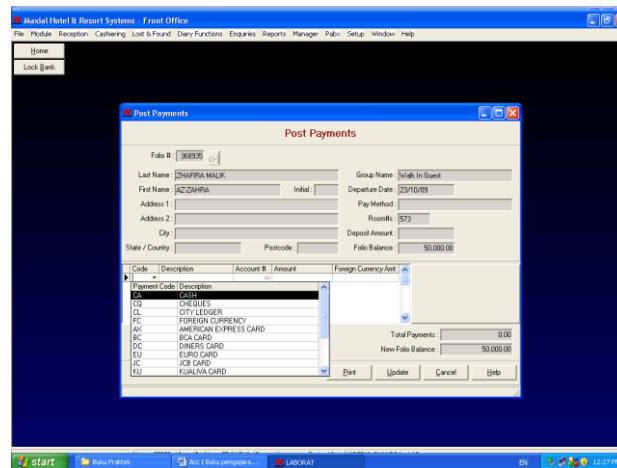 Maxial Hotel & Resort Systems - Front Office
File Module Reception Cashiering Lost & Found Diary Functions Enquiries Reports Manager Pabx Setup Window Help
Home
Lock Bank
Post Payments
Post Payments
Folio # : 368935
Last Name : ZHAFIRA MALIK Group Name : Walk In Guest
First Name : AZ-ZAHRA Initial : Departure Date : 23/10/09
Address 1 : Pay Method :
Address 2 : Room#s : 573
City : Deposit Amount :
State / Country : Postcode : Folio Balance : 50,000.00
Code Description Account # Amount Foreign Currency Amt
Payment Code Description
CA CASH
CQ CHEQUES
CL CITY LEDGER
FC FOREIGN CURRENCY
AX AMERICAN EXPRESS CARD
BC BCA CARD
DC DINERS CARD
EU EURO CARD
JC JCB CARD
KU KUALIVA CARD
Total Payments : 0.00
New Folio Balance : 50,000.00
Print Update Cancel Help
start Buku Praktek Acc 1 Buku pengajara... LABORAT EN 12:27 PM